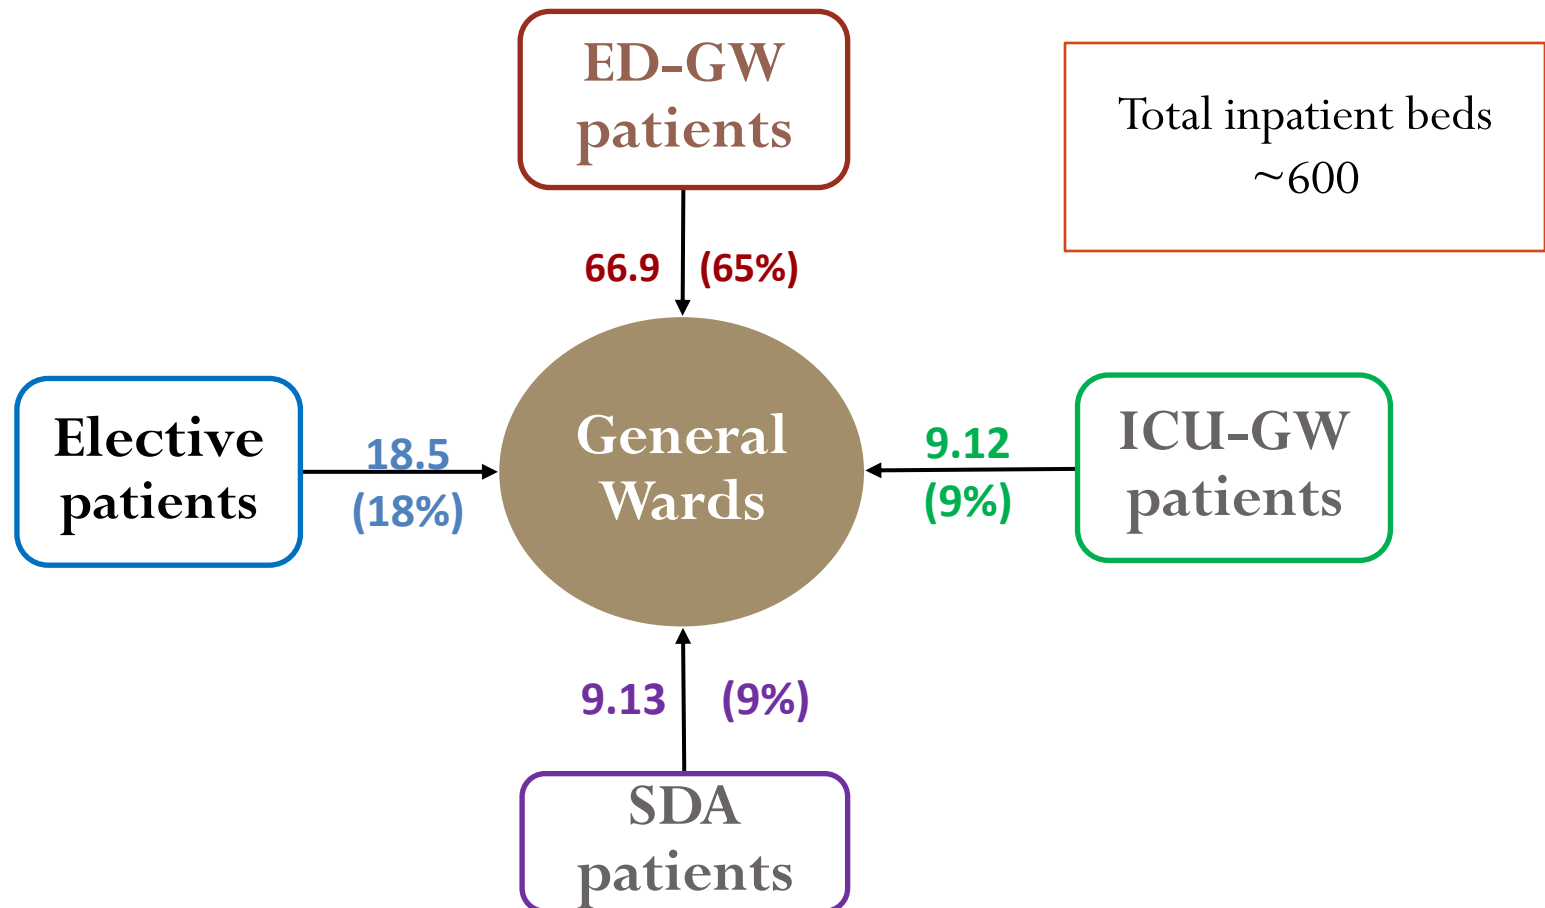 ED-GW
patients
Total inpatient beds
~600
66.9 (65%)
Elective
patients
18.5
(18%)
General
Wards
9.12
(9%)
ICU-GW
patients
9.13 (9%)
SDA
patients